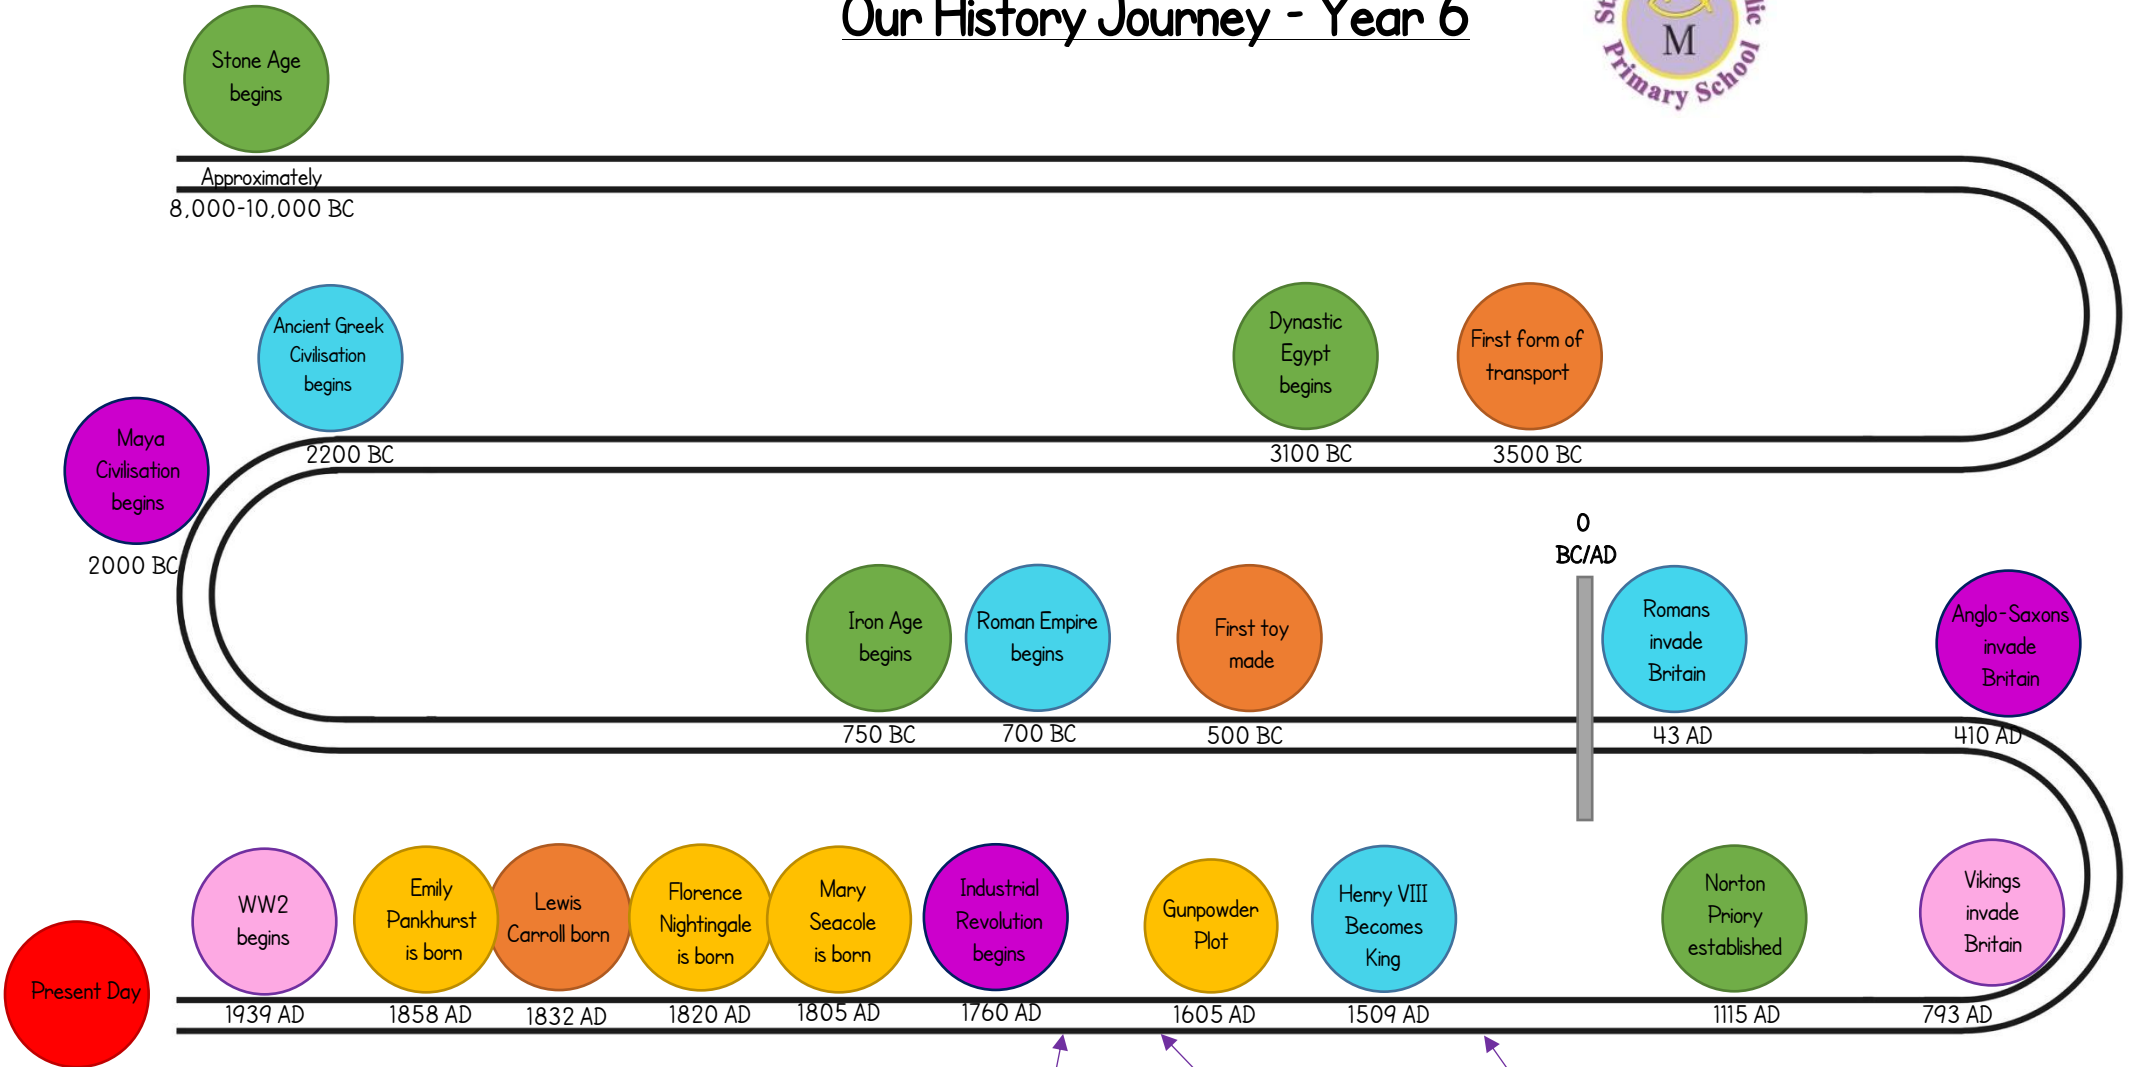 Our History Journey - Year 6
M
Primary School
Stone Age
begins
Approximately
8,000-10,000 BC
Ancient Greek
Civilisation
begins
2200 BC
Dynastic
Egypt
begins
3100 BC
First form of
transport
3500 BC
Maya
Civilisation
begins
2000 BC
Iron Age
begins
750 BC
Roman Empire
begins
700 BC
First toy
made
500 BC
0
BC/AD
Romans
invade
Britain
43 AD
Anglo-Saxons
invade
Britain
410 AD
Present Day
WW2
begins
1939 AD
Emily
Pankhurst
is born
1858 AD
Lewis
Carroll born
1832 AD
Florence
Nightingale
is born
1820 AD
Mary
Seacole
is born
1805 AD
Industrial
Revolution
begins
1760 AD
Gunpowder
Plot
1605 AD
Henry VIII
Becomes
King
1509 AD
Norton
Priory
established
1115 AD
Vikings
invade
Britain
793 AD